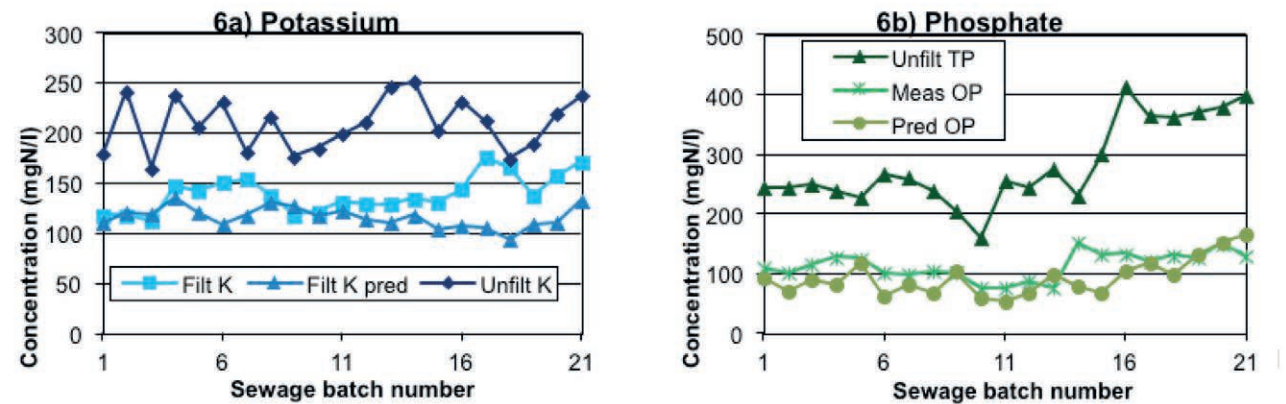 6a) Potassium
Concentration (mgN/l)
300
250
200
150
100
50
0
Filt K
Filt K pred
Unfilt K
1
6
11
16
21
Sewage batch number
6b) Phosphate
Concentration (mgN/l)
500
400
300
200
100
0
Unfilt TP
Meas OP
Pred OP
1
6
11
16
21
Sewage batch number